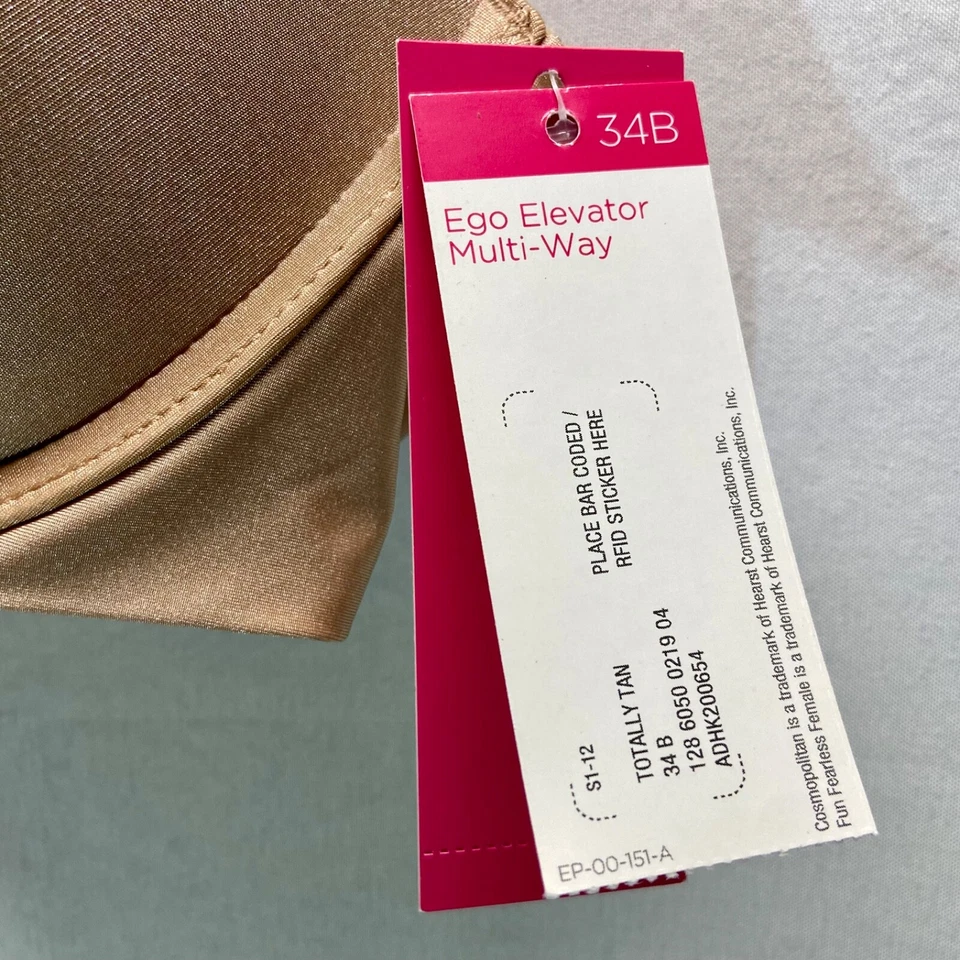 34B
Ego Elevator
Multi-Way
PLACE BAR CODED /
RFID STICKER HERE
S1-12
TOTALLY TAN
34 B
128 6050 0219 04
ADHK200654
Cosmopolitan is a trademark of Hearst Communications, Inc.
Fun Fearless Female is a trademark of Hearst Communications, Inc.
EP-00-151-A